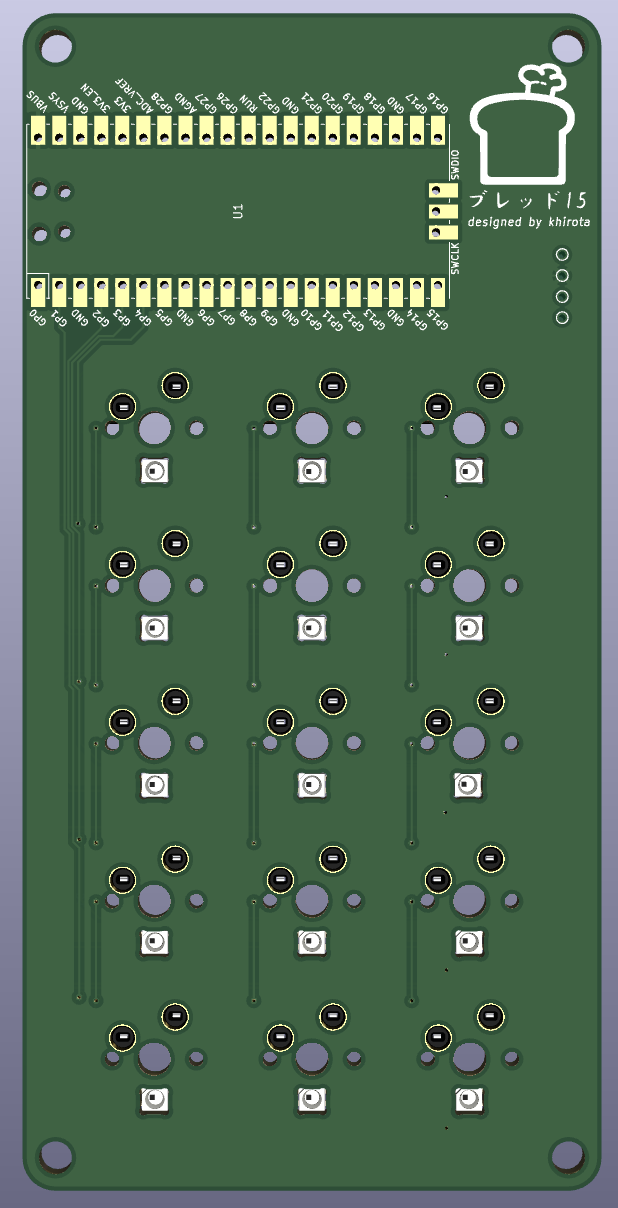 VBUS
VSYS
GND
3V3_EN
3V3
ADC_VREF
GP28
AGND
GP27
GP26
RUN
GP22
GND
GP21
GP20
GP19
GP18
GND
GP17
GP16
U1
SWDIO
SWCLK
ブレッド15
designed by khirota
GP0
GP1
GND
GP2
GP3
GP4
GP5
GND
GP6
GP7
GP8
GP9
GND
GP10
GP11
GP12
GP13
GND
GP14
GP15